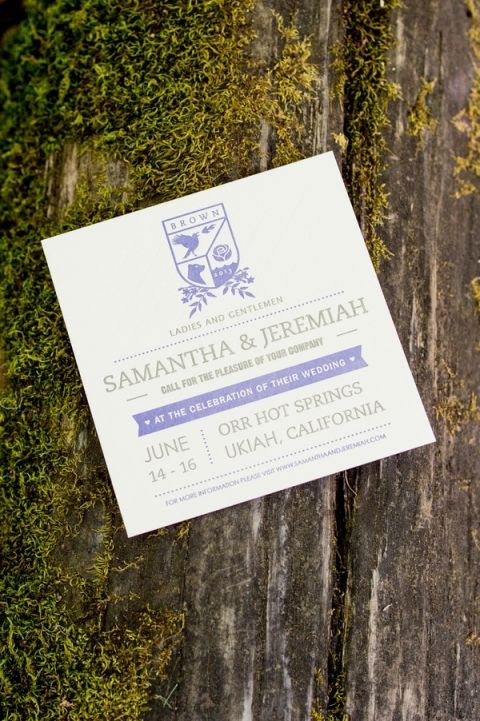 BROWN
2013
LADIES AND GENTLEMEN
SAMANTHA & JEREMIAH
CALL FOR THE PLEASURE OF YOUR COMPANY
AT THE CELEBRATION OF THEIR WEDDING
JUNE
14 - 16
ORR HOT SPRINGS
UKIAH, CALIFORNIA
FOR MORE INFORMATION PLEASE VISIT WWW.SAMANTHAANDJEREMIAH.COM